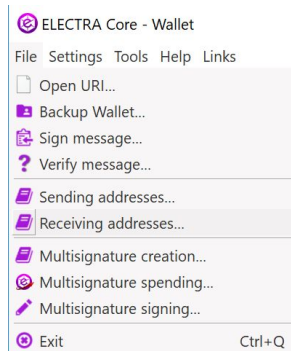 ELECTRA Core - Wallet
File Settings Tools Help Links
Open URI...
Backup Wallet...
Sign message...
Verify message...
Sending addresses...
Receiving addresses...
Multisignature creation...
Multisignature spending...
Multisignature signing...
Exit Ctrl+Q